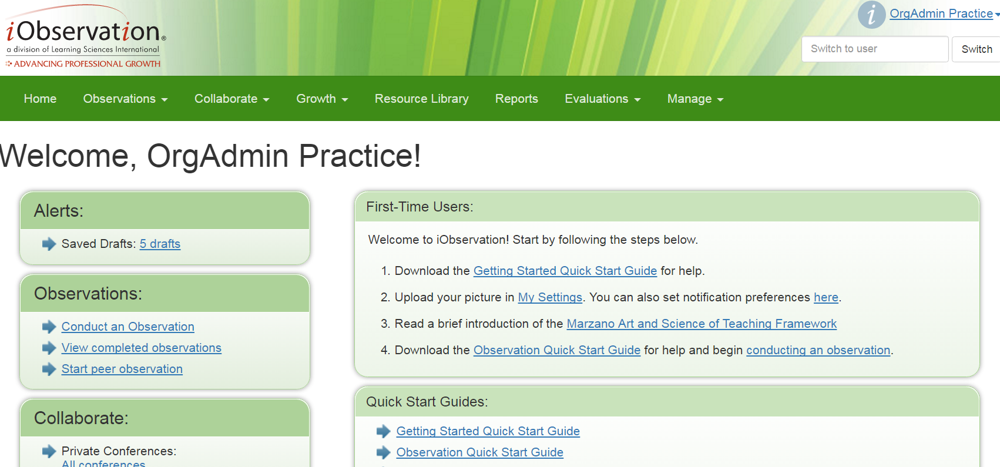 iObservation®
a division of Learning Sciences International
ADVANCING PROFESSIONAL GROWTH
i
OrgAdmin Practice
Switch to user
Switch
Home Observations Collaborate Growth Resource Library Reports Evaluations Manage
Welcome, OrgAdmin Practice!
Alerts:
Saved Drafts: 5 drafts
Observations:
Conduct an Observation
View completed observations
Start peer observation
Collaborate:
Private Conferences:
All conferences
First-Time Users:
Welcome to iObservation! Start by following the steps below.
1. Download the Getting Started Quick Start Guide for help.
2. Upload your picture in My Settings. You can also set notification preferences here.
3. Read a brief introduction of the Marzano Art and Science of Teaching Framework
4. Download the Observation Quick Start Guide for help and begin conducting an observation.
Quick Start Guides:
Getting Started Quick Start Guide
Observation Quick Start Guide